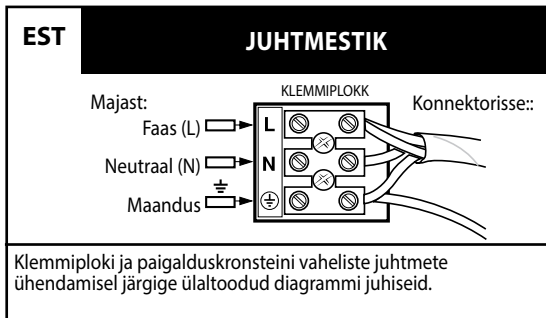 EST
JUHTMESTIK
KLEMMIPLOKK
Majast:
Konnektorisse::
Faas (L)
L
Neutraal (N)
N
Maandus
Klemmiploki ja paigalduskronsteini vaheliste juhtmete
ühendamisel järgige ülaltoodud diagrammi juhiseid.